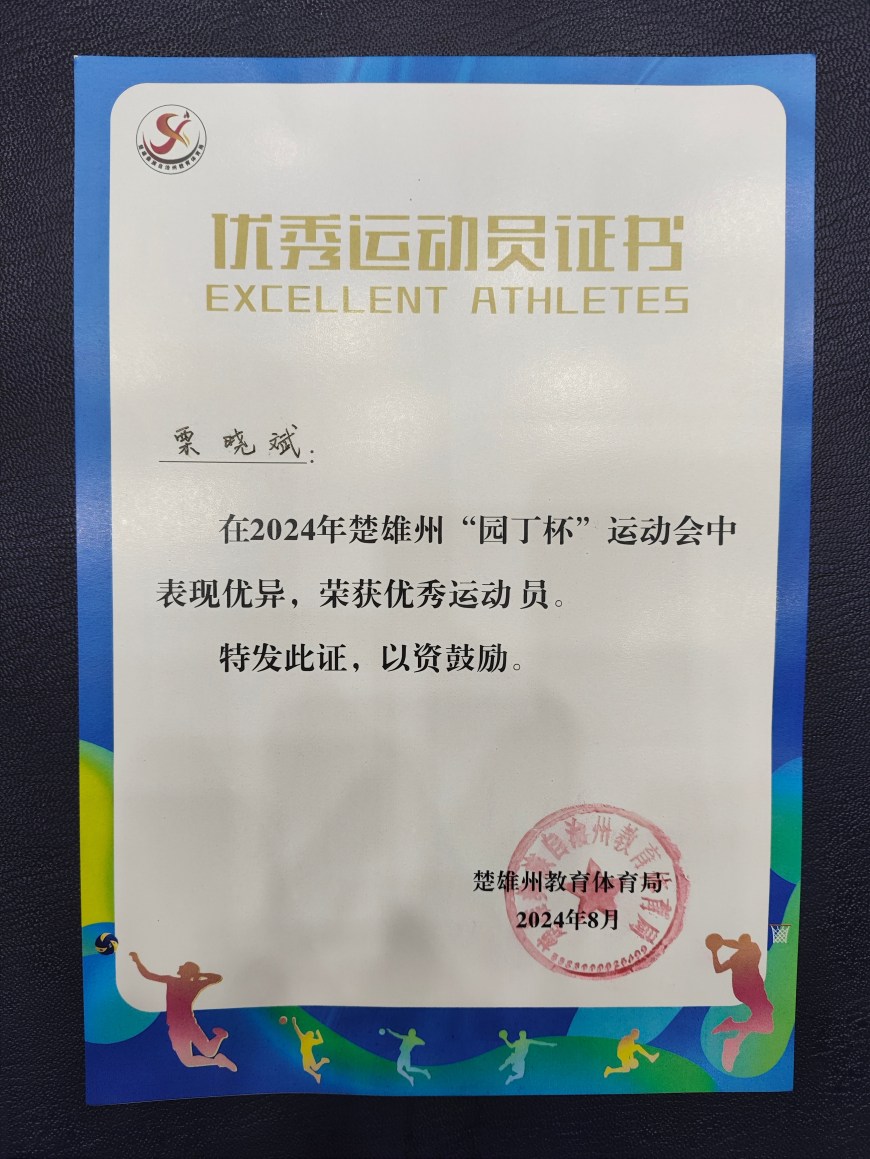 优秀运动员证书
EXCELLENT ATHLETES
栗晓斌:
在2024年楚雄州“园丁杯”运动会中
表现优异，荣获优秀运动员。
特发此证，以资鼓励。
楚雄州教育体育局
2024年8月